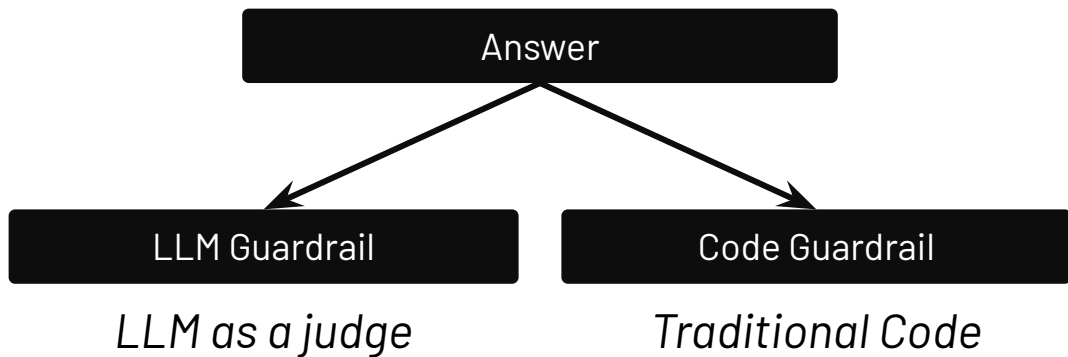 Answer
LLM Guardrail
Code Guardrail
LLM as a judge
Traditional Code